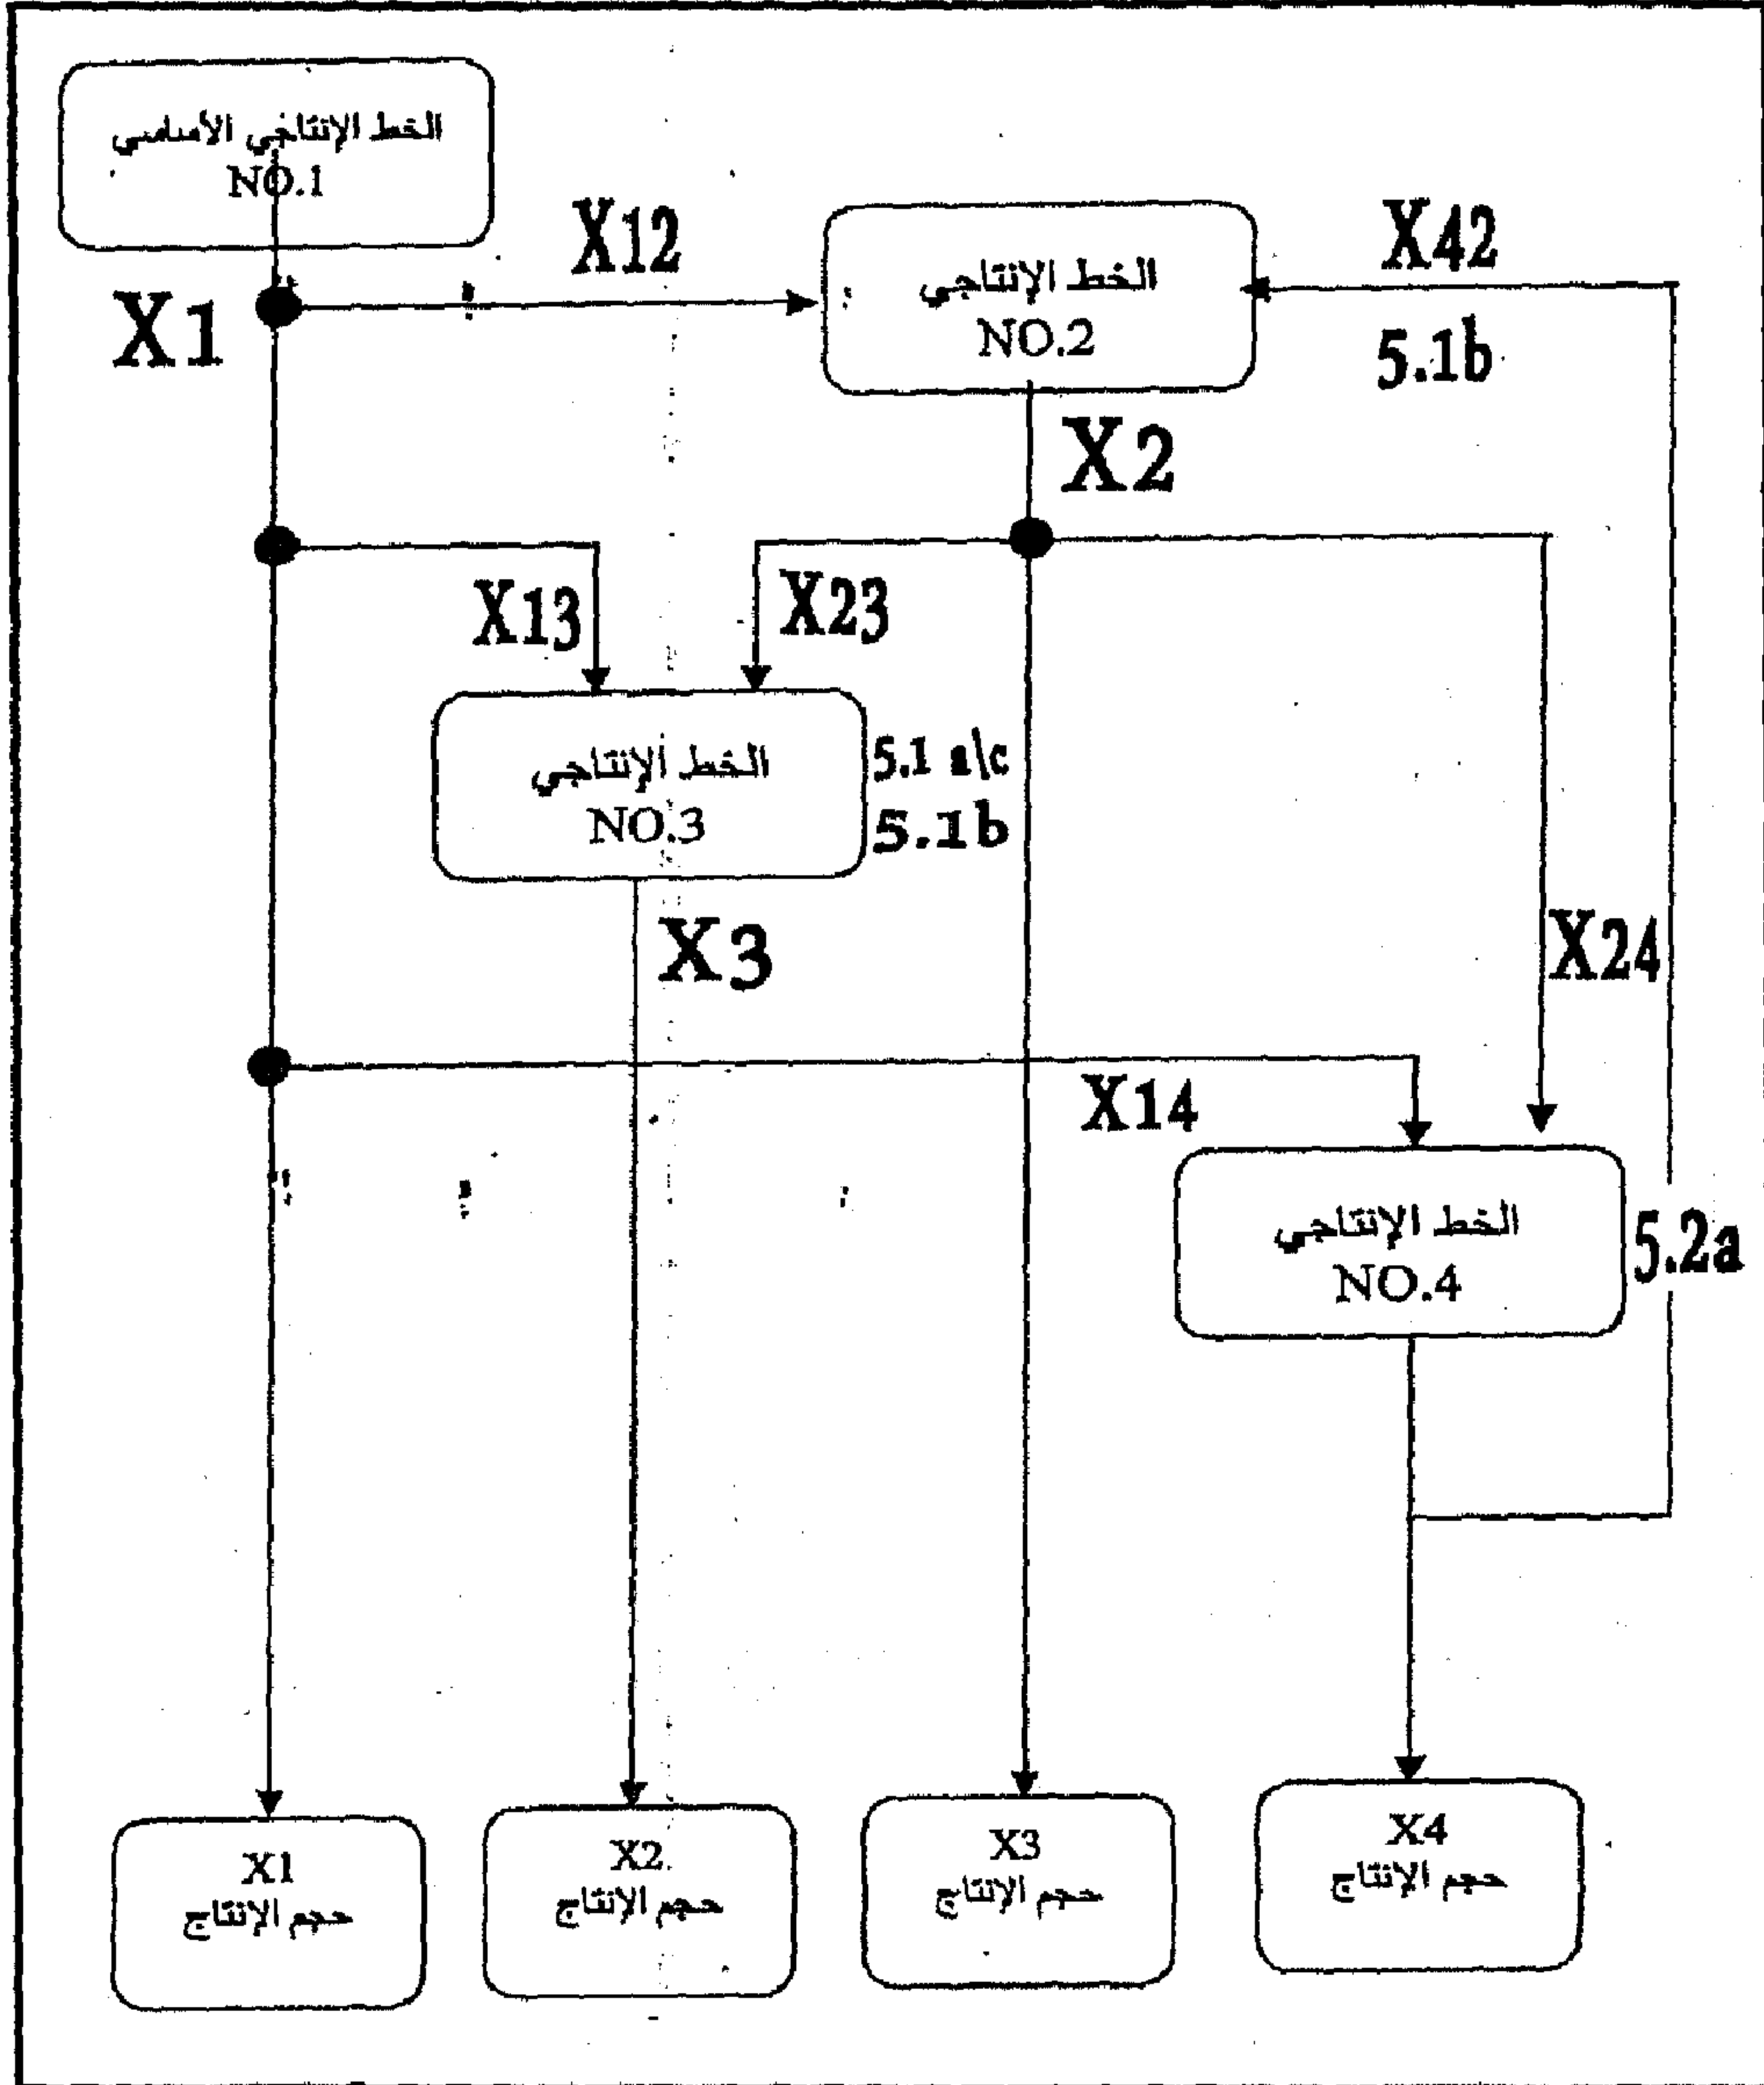 الخط الإنتاجي الأساسي
NO.1
X12
الخط الإنتاجي
NO.2
X42
5.1b
X1
X2
X13
X23
الخط الإنتاجي
NO.3
5.1 a\c
5.1b
X3
X24
X14
الخط الإنتاجي
NO.4
5.2a
X1
حجم الإنتاج
X2
حجم الإنتاج
X3
حجم الإنتاج
X4
حجم الإنتاج